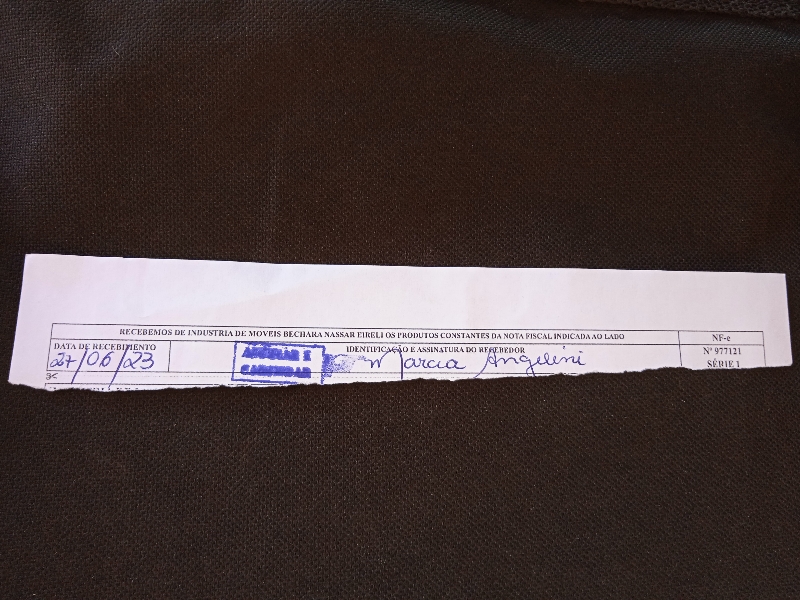 RECEBEMOS DE INDUSTRIA DE MOVEIS BECHARA NASSAR EIRELI OS PRODUTOS CONSTANTES DA NOTA FISCAL INDICADA AO LADO
NF-e
DATA DE RECEBIMENTO
IDENTIFICAÇÃO E ASSINATURA DO RECEBEDOR
Nº 977121
27/06/23
Marcia Angeleni
SÉRIE 1